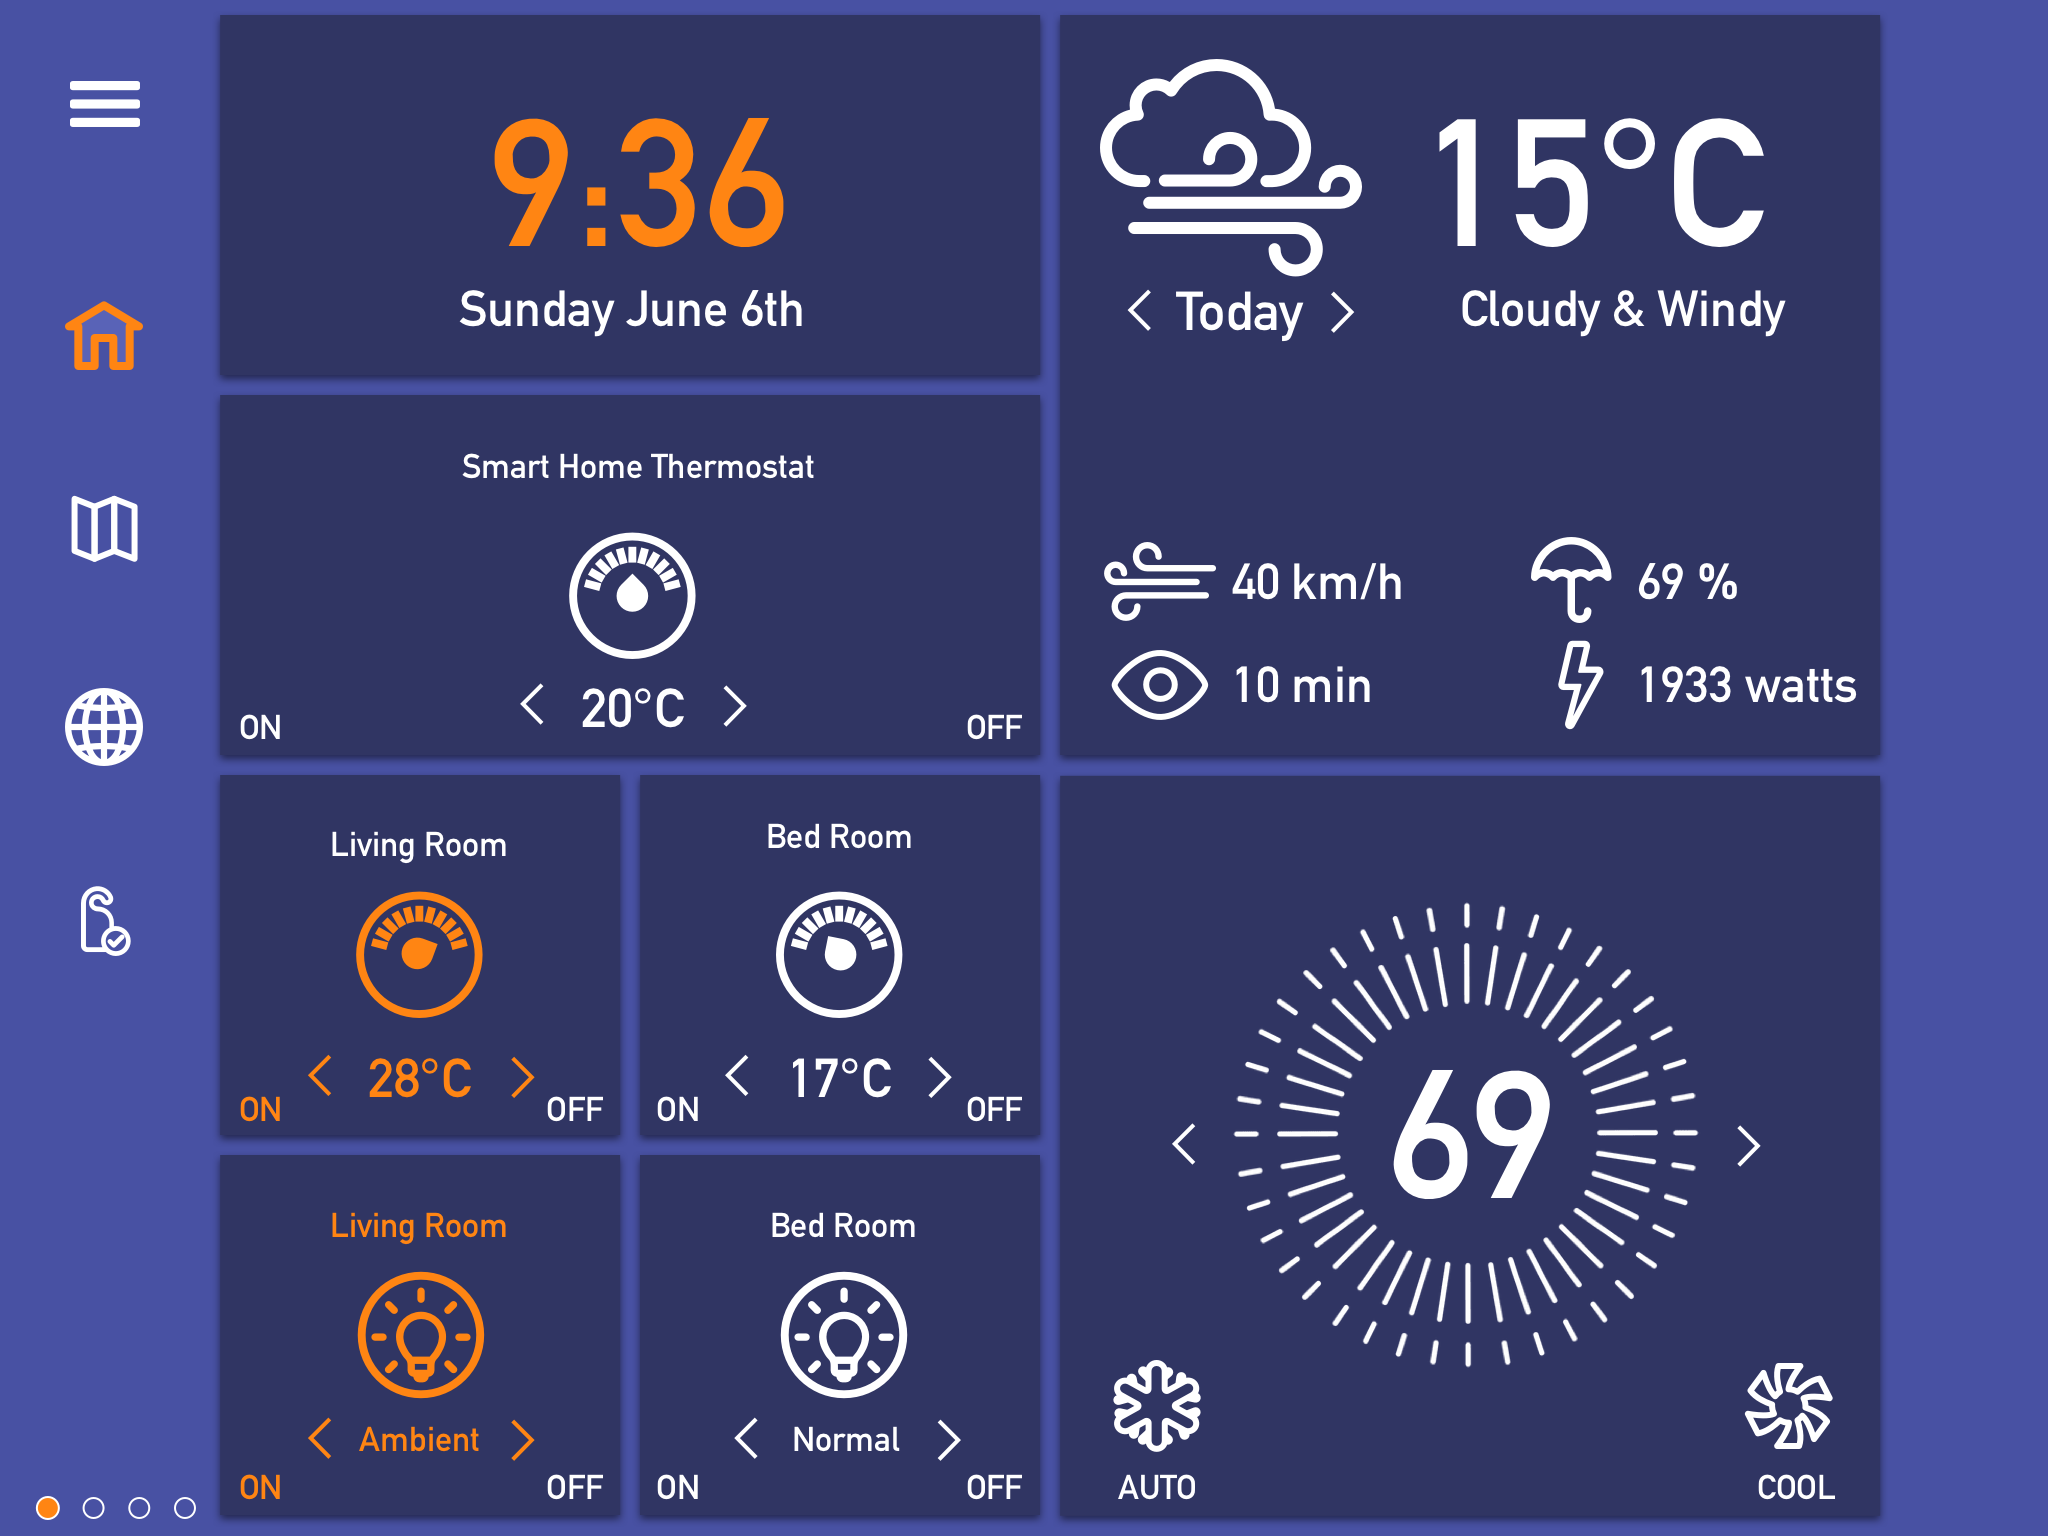 9:36
Sunday June 6th
15°C
Today
Cloudy & Windy
40 km/h
69 %
10 min
1933 watts
Smart Home Thermostat
20°C
ON
OFF
Living Room
28°C
ON
OFF
Bed Room
17°C
ON
OFF
Living Room
Ambient
ON
OFF
Bed Room
Normal
ON
OFF
69
AUTO
COOL